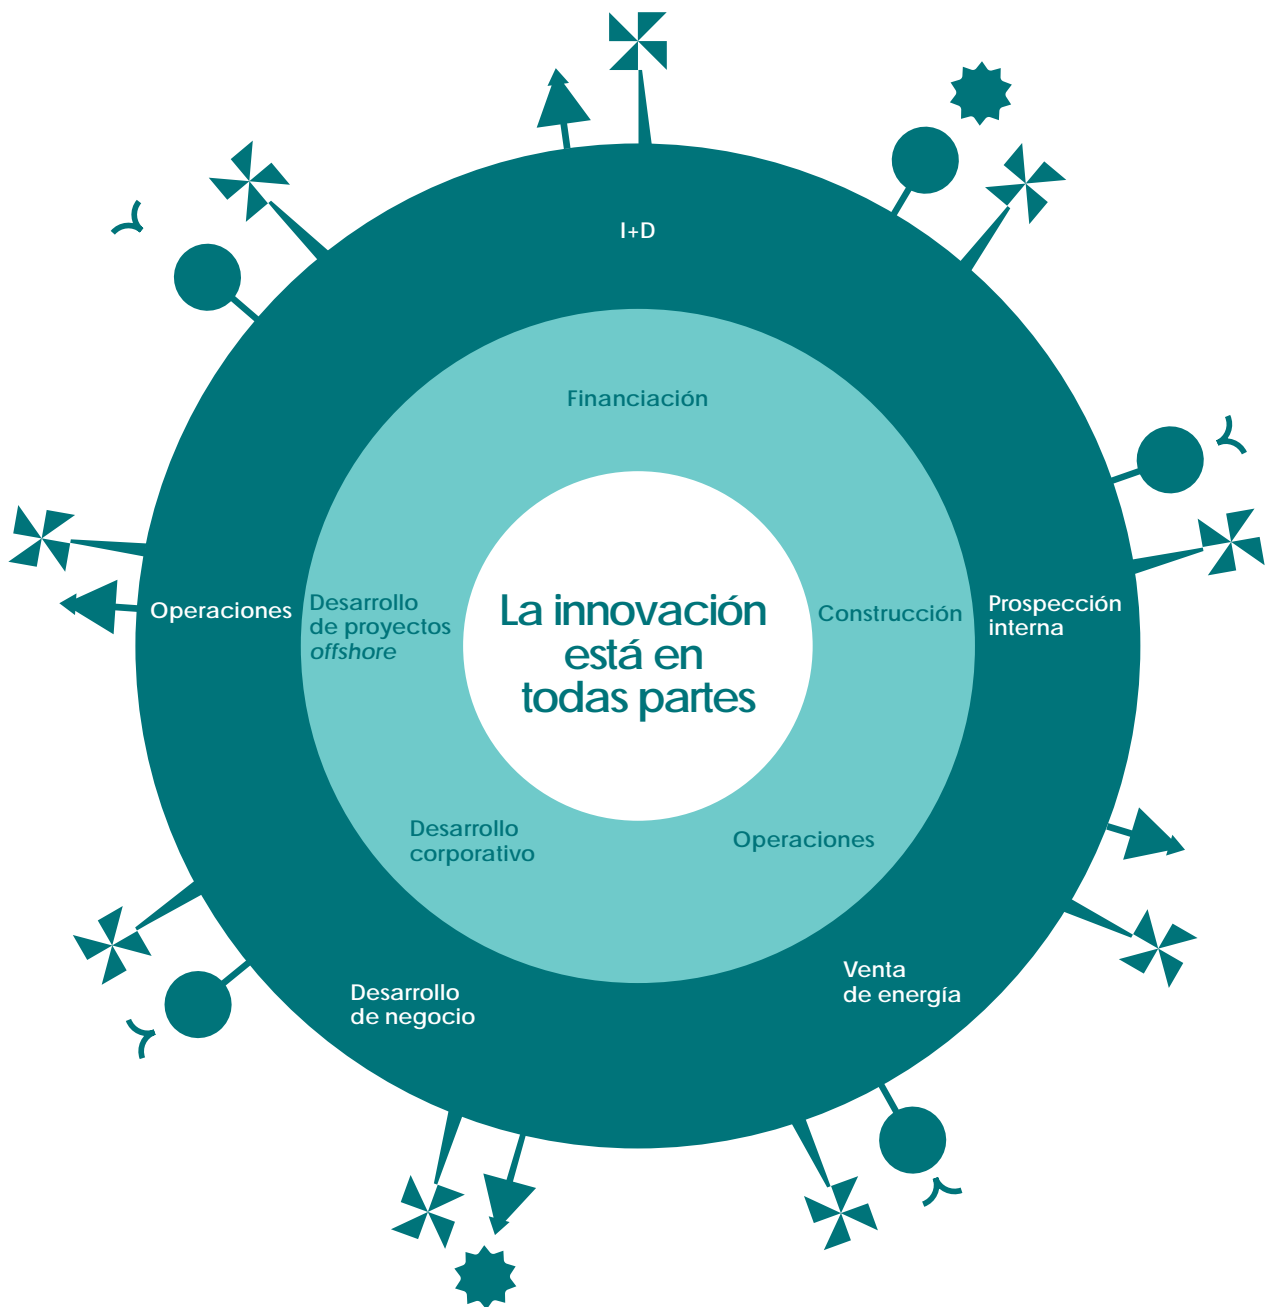 I+D
Financiación
Operaciones
Desarrollo
de proyectos
offshore
La innovación
está en
todas partes
Construcción
Prospección
interna
Desarrollo
corporativo
Operaciones
Desarrollo
de negocio
Venta
de energía